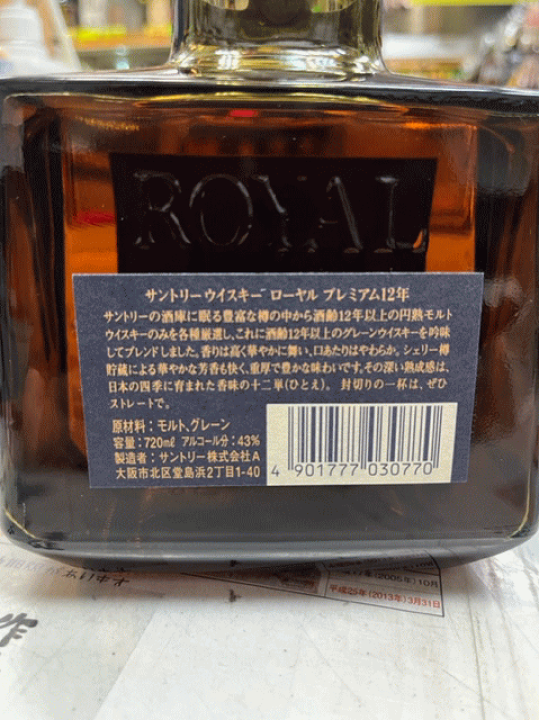 ROYAL
サントリーウイスキー ローヤル プレミアム12年
サントリーの酒庫に眠る豊富な樽の中から酒齢12年以上の円熟モルト
ウイスキーのみを各種厳選し、これに酒齢12年以上のグレーンウイスキーを吟味
してブレンドしました。香りは高く華やかに舞い、口あたりはやわらか。シェリー樽
貯蔵による華やかな芳香も快く、重厚で豊かな味わいです。その深い熟成感は、
日本の四季に育まれた香味の十二単(ひとえ)。 封切りの一杯は、ぜひ
ストレートで。
原材料：モルト、グレーン
容量：720mℓ アルコール分：43%
製造者：サントリー株式会社A
大阪市北区堂島浜2丁目1-40
4 901777 030770
(2005年)10月
平成25年(2013年)3月31日
作